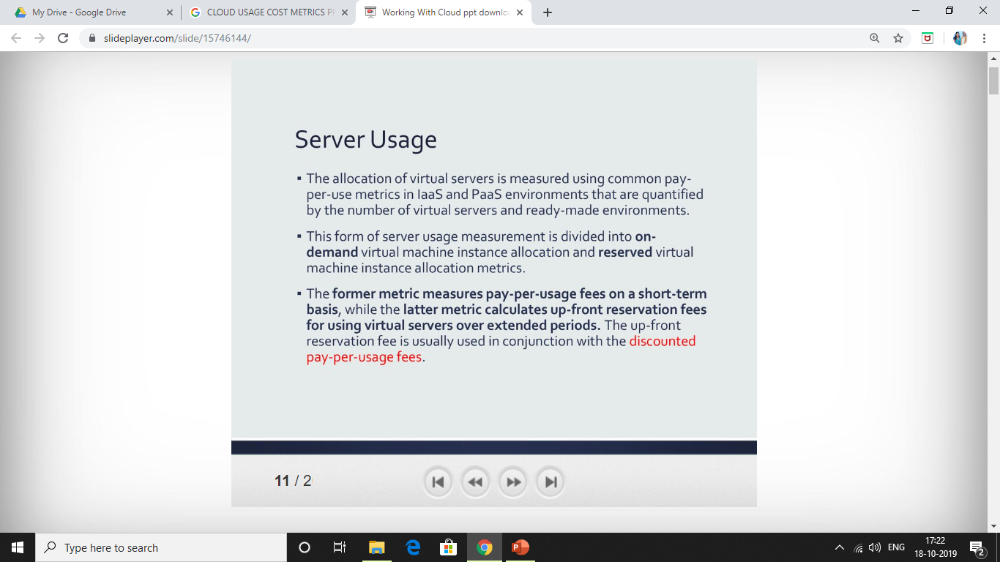 My Drive - Google Drive
CLOUD USAGE COST METRICS P
Working With Cloud ppt downlo
slideplayer.com/slide/15746144/
Server Usage
▪ The allocation of virtual servers is measured using common pay-
per-use metrics in IaaS and PaaS environments that are quantified
by the number of virtual servers and ready-made environments.
▪ This form of server usage measurement is divided into on-
demand virtual machine instance allocation and reserved virtual
machine instance allocation metrics.
▪ The former metric measures pay-per-usage fees on a short-term
basis, while the latter metric calculates up-front reservation fees
for using virtual servers over extended periods. The up-front
reservation fee is usually used in conjunction with the discounted
pay-per-usage fees.
11 / 2
Type here to search
ENG
17:22
18-10-2019
2